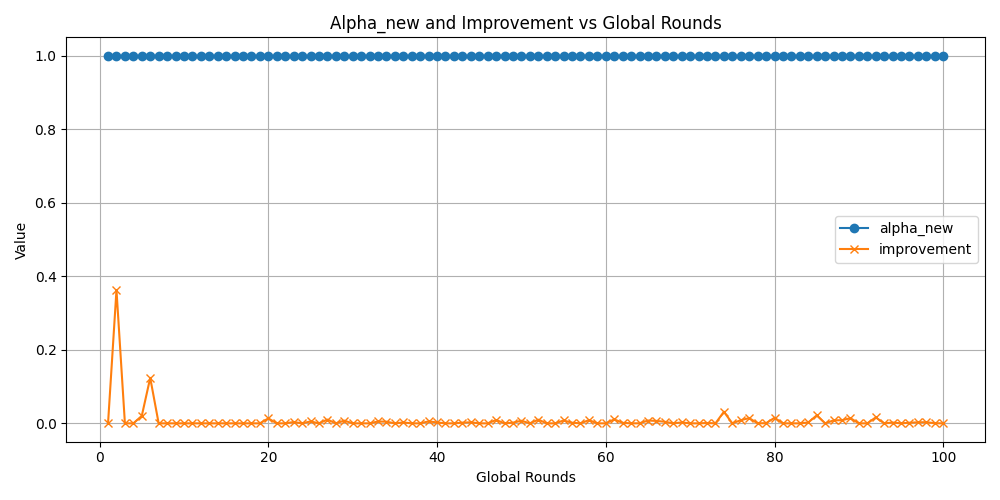 Alpha_new and Improvement vs Global Rounds
1.0
0.8
0.6
0.4
0.2
0.0
Value
alpha_new
improvement
0 20 40 60 80 100
Global Rounds